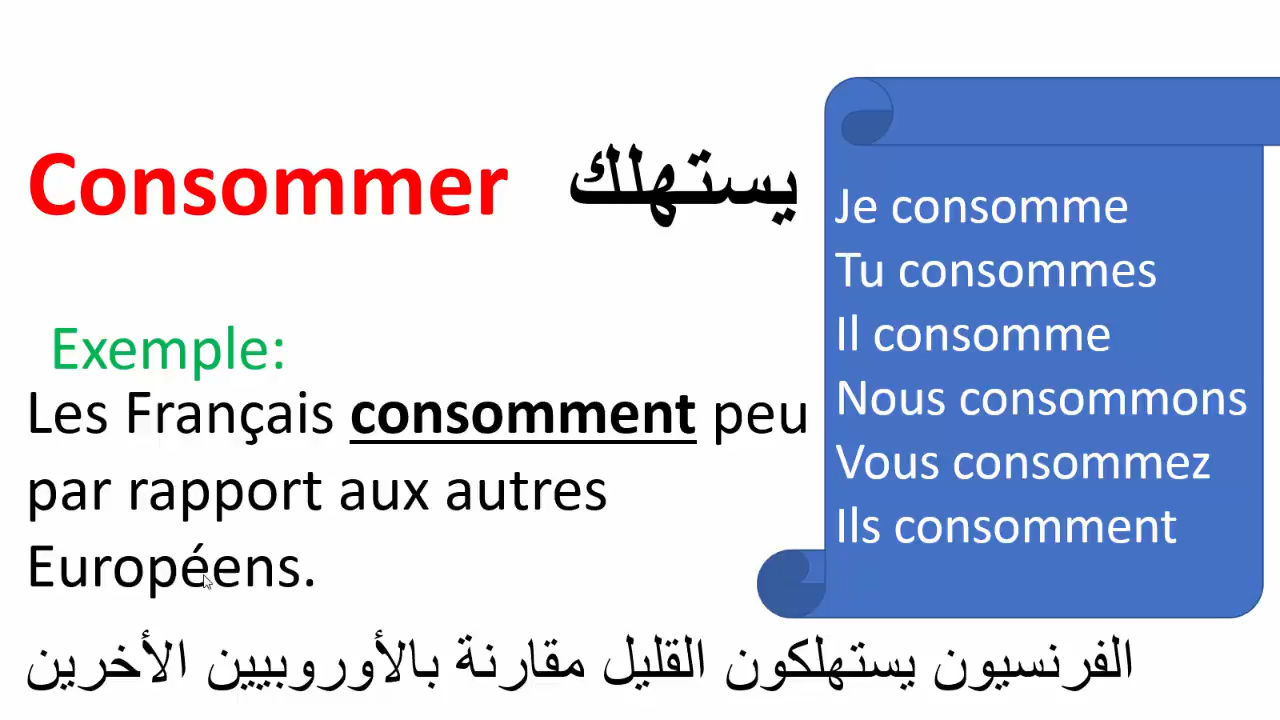 Consommer يستهلك
Exemple:
Les Français consomment peu
par rapport aux autres
Européens.
الفرنسيون يستهلكون القليل مقارنة بالأوروبيين الأخرين
Je consomme
Tu consommes
Il consomme
Nous consommons
Vous consommez
Ils consomment